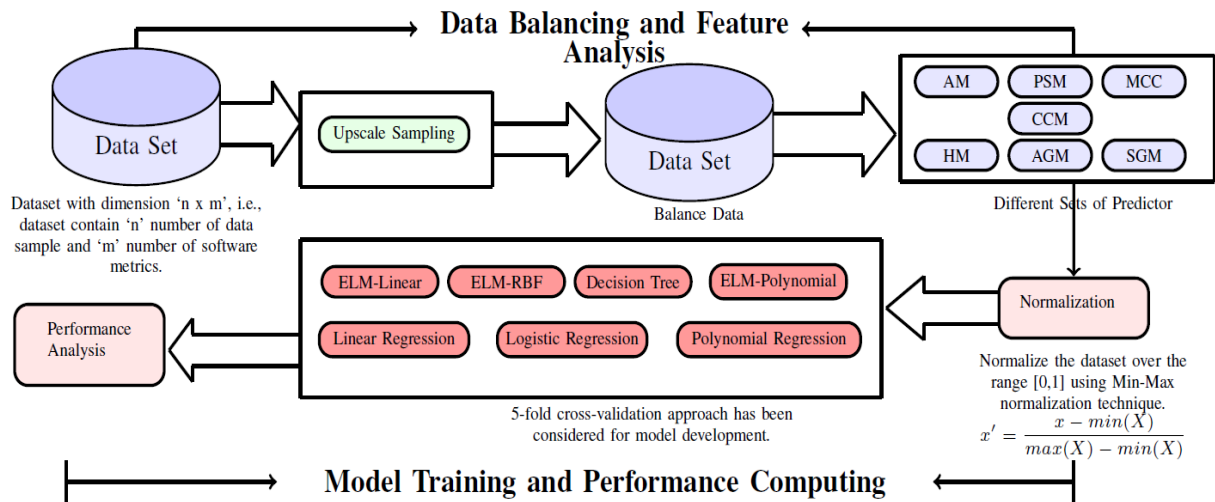 Data Balancing and Feature
Analysis
Data Set
Dataset with dimension ‘n x m’, i.e.,
dataset contain ‘n’ number of data
sample and ‘m’ number of software
metrics.
Upscale Sampling
Data Set
Balance Data
AM
PSM
MCC
CCM
HM
AGM
SGM
Different Sets of Predictor
Normalization
Normalize the dataset over the
range [0,1] using Min-Max
normalization technique.
x′ = (x − min(X)) / (max(X) − min(X))
ELM-Linear
ELM-RBF
Decision Tree
ELM-Polynomial
Linear Regression
Logistic Regression
Polynomial Regression
5-fold cross-validation approach has been
considered for model development.
Performance
Analysis
Model Training and Performance Computing